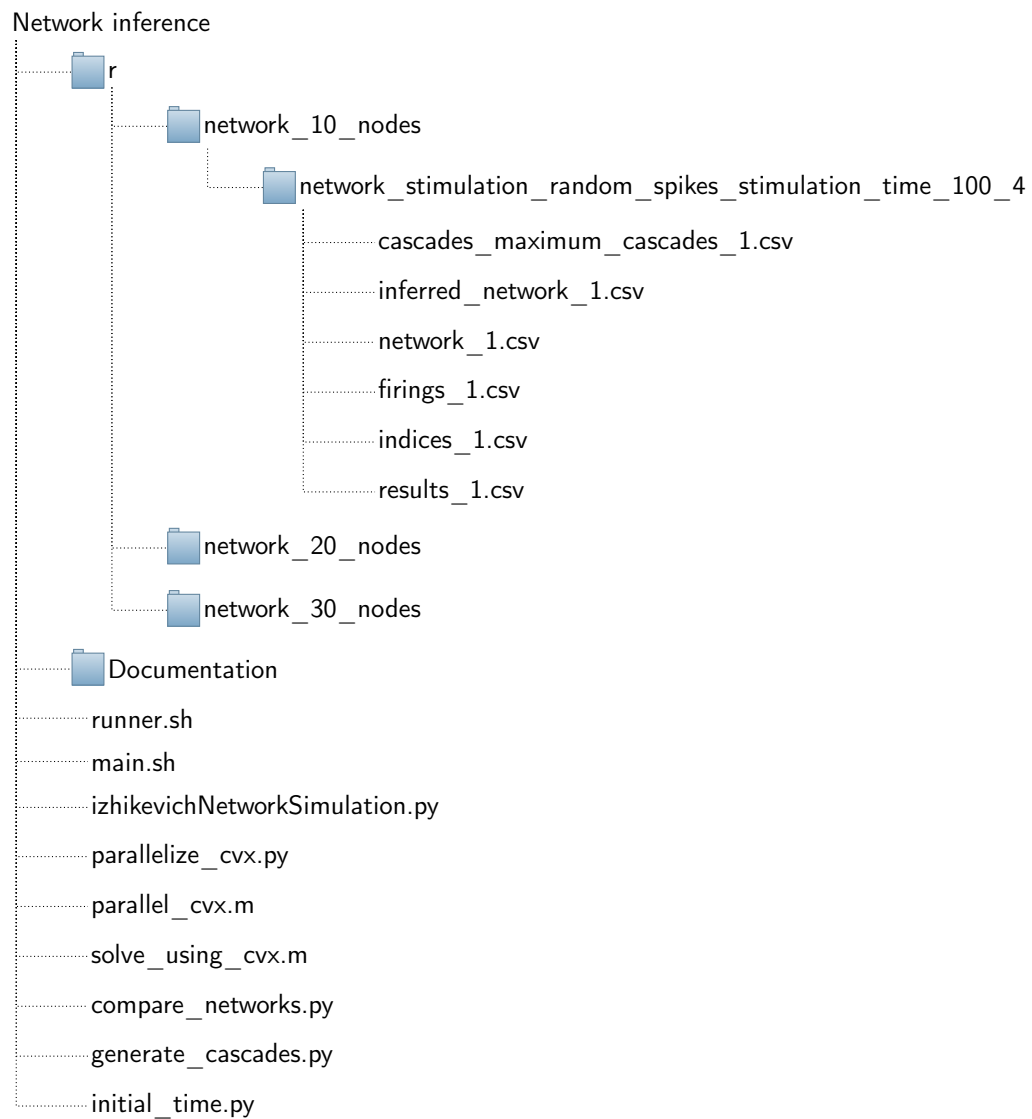 Network inference
r
network_10_nodes
network_stimulation_random_spikes_stimulation_time_100_4
cascades_maximum_cascades_1.csv
inferred_network_1.csv
network_1.csv
firings_1.csv
indices_1.csv
results_1.csv
network_20_nodes
network_30_nodes
Documentation
runner.sh
main.sh
izhikevichNetworkSimulation.py
parallelize_cvx.py
parallel_cvx.m
solve_using_cvx.m
compare_networks.py
generate_cascades.py
initial_time.py